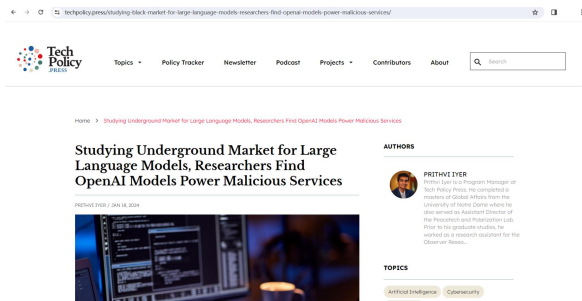 techpolicy.press/studying-black-market-for-large-language-models-researchers-find-openai-models-power-malicious-services/
Tech
Policy
.PRESS
Topics
Policy Tracker
Newsletter
Podcast
Projects
Contributors
About
Search
Home > Studying Underground Market for Large Language Models, Researchers Find OpenAI Models Power Malicious Services
Studying Underground Market for Large
Language Models, Researchers Find
OpenAI Models Power Malicious Services
PRITHVI IYER / JAN 18, 2024
AUTHORS
PRITHVI IYER
Prithvi Iyer is a Program Manager at
Tech Policy Press. He completed a
masters of Global Affairs from the
University of Notre Dame where he
also served as Assistant Director of
the Peacetech and Polarization Lab.
Prior to his graduate studies, he
worked as a research assistant for the
Observer Resea...
TOPICS
Artificial Intelligence
Cybersecurity